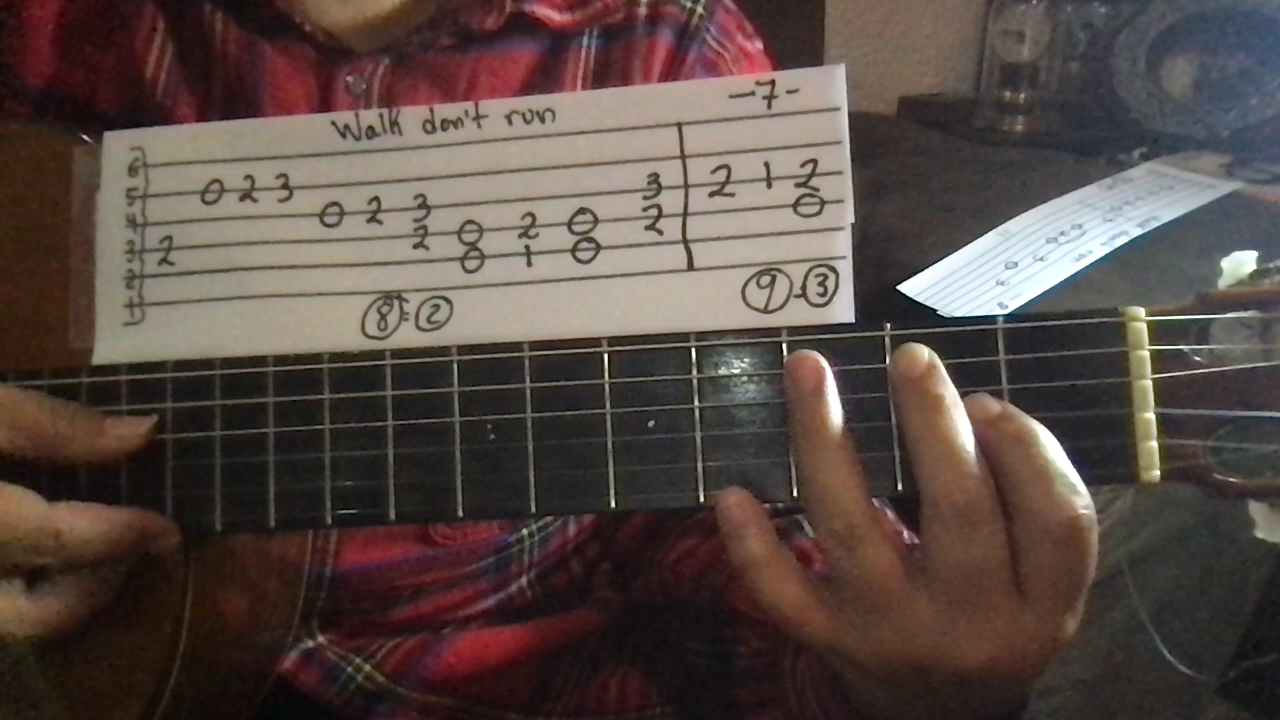 Walk don't run
-7-
6
5 0 2 3 3 2 1 2
4 0 2 3 0 2 0 2 0
3 2 2 0 1 0
2
1
8 = 2
9 = 3